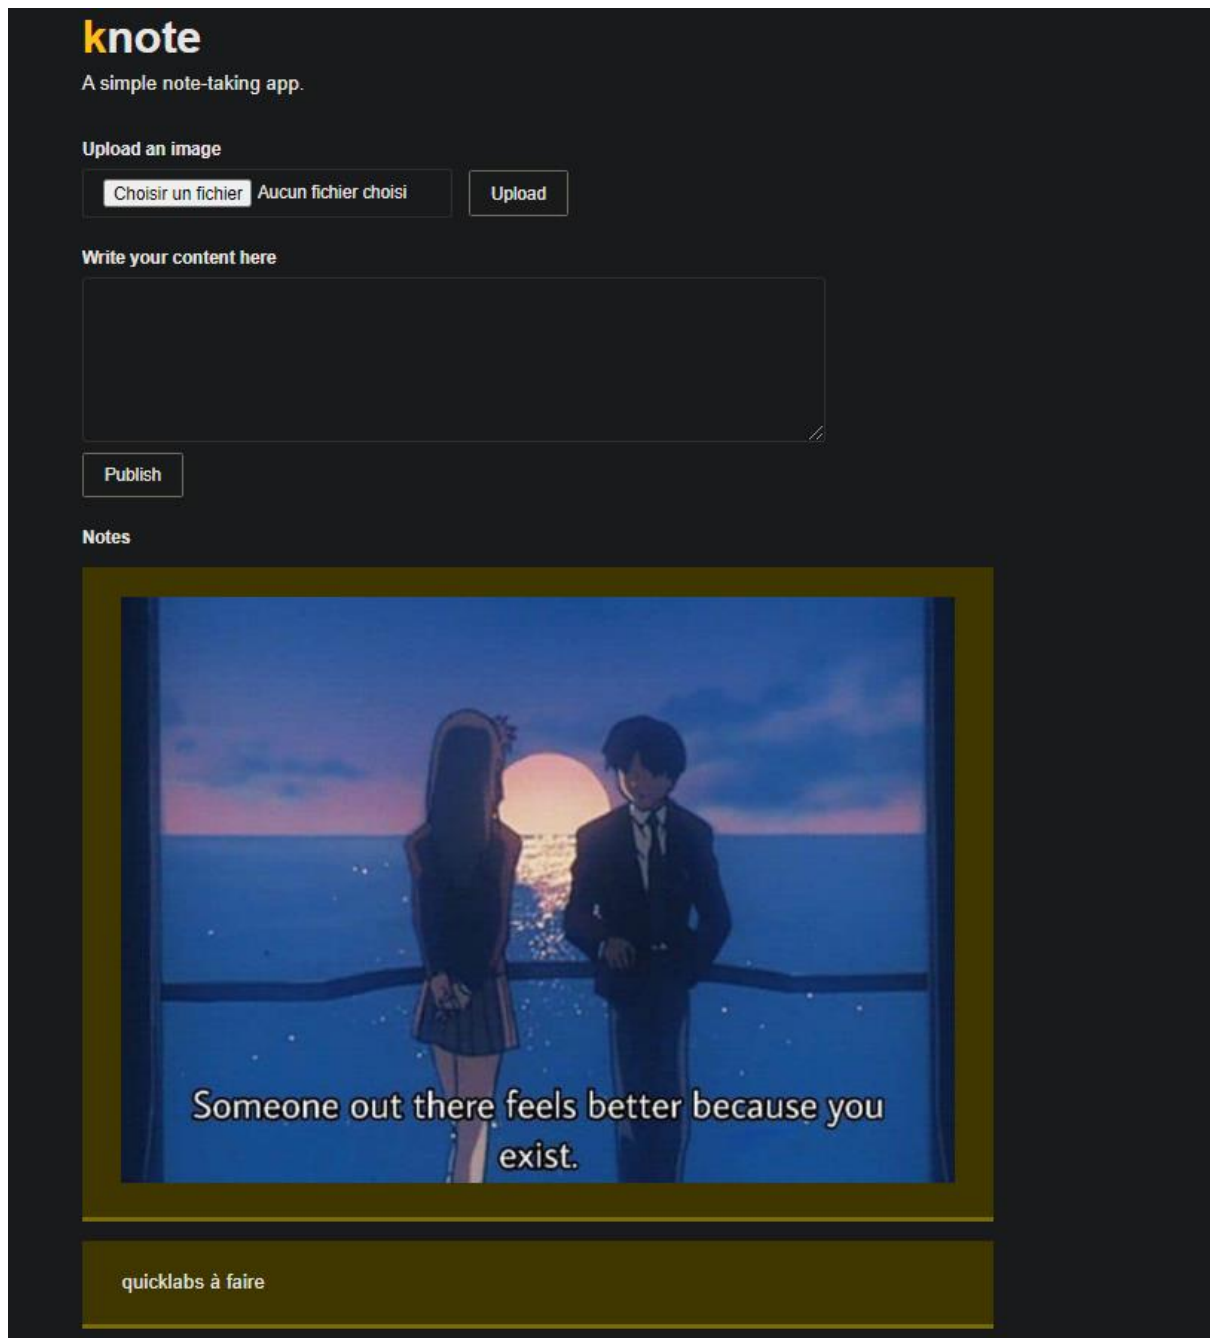 knote
A simple note-taking app.
Upload an image
Choisir un fichier Aucun fichier choisi Upload
Write your content here
Publish
Notes
Someone out there feels better because you
exist.
quicklabs à faire